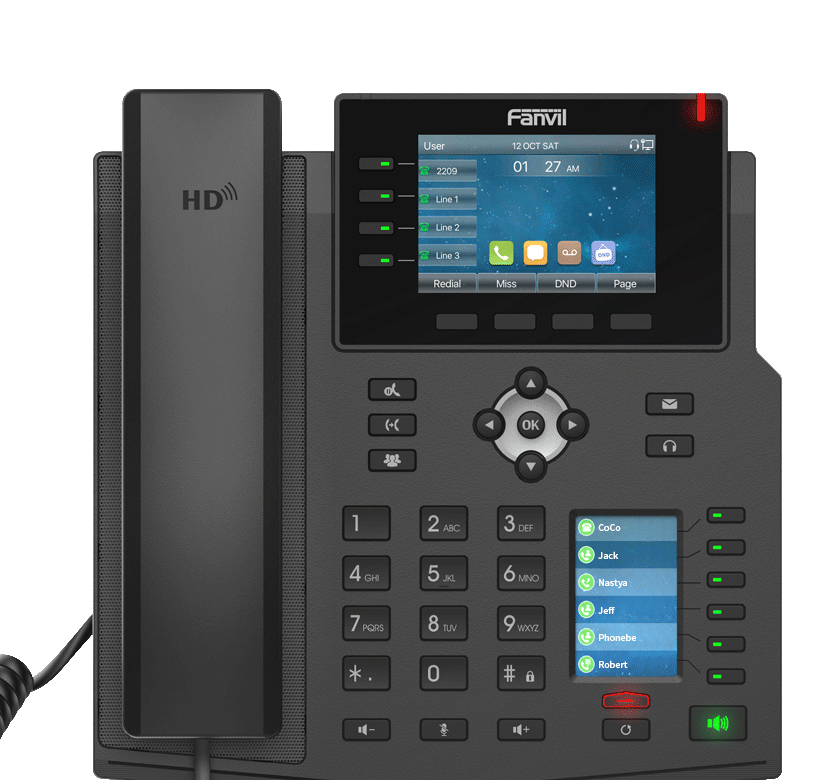 HD
Fanvil
User 12 OCT SAT
01 27 AM
2209
Line 1
Line 2
Line 3
DND
Redial Miss DND Page
OK
1 2 ABC 3 DEF
4 GHI 5 JKL 6 MNO
7 PQRS 8 TUV 9 WXYZ
* . 0 #
CoCo
Jack
Nastya
Jeff
Phonebe
Robert
- +